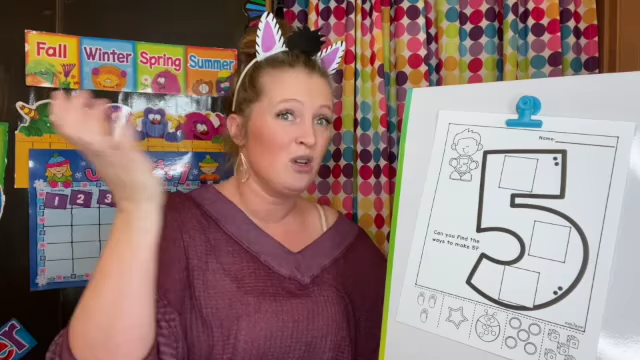 Fall
Winter
Spring
Summer
1 2 3
Name
5
Can you find the
ways to make 5?